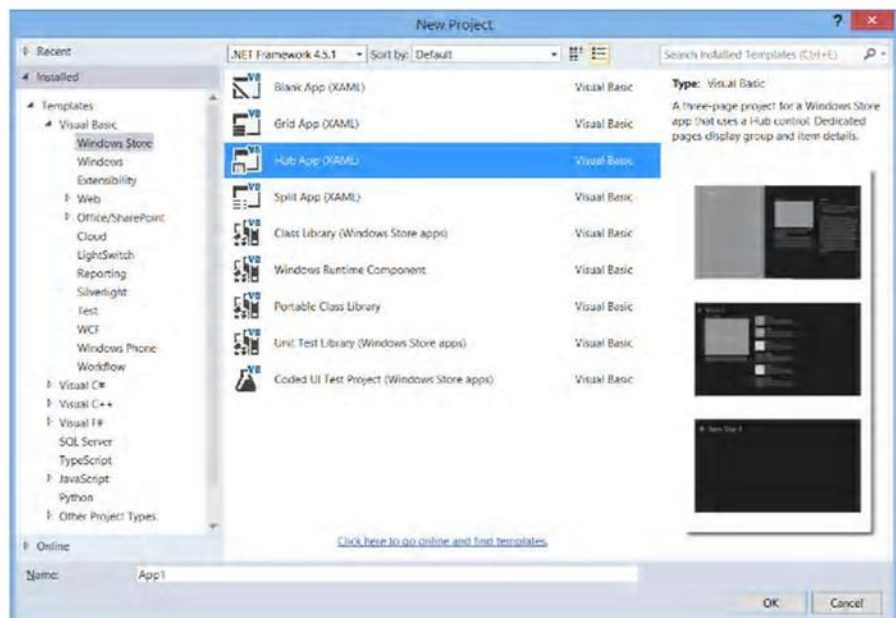 New Project
?
Recent
.NET Framework 4.5.1
Sort by: Default
Search Installed Templates (Ctrl+E)
Installed
Templates
Visual Basic
Windows Store
Windows
Extensibility
Web
Office/SharePoint
Cloud
LightSwitch
Reporting
Silverlight
Test
WCF
Windows Phone
Workflow
Visual C#
Visual C++
Visual F#
SQL Server
TypeScript
JavaScript
Python
Other Project Types
Online
Blank App (XAML) Visual Basic
Grid App (XAML) Visual Basic
Hub App (XAML) Visual Basic
Split App (XAML) Visual Basic
Class Library (Windows Store apps) Visual Basic
Windows Runtime Component Visual Basic
Portable Class Library Visual Basic
Unit Test Library (Windows Store apps) Visual Basic
Coded UI Test Project (Windows Store apps) Visual Basic
Click here to go online and find templates.
Type: Visual Basic
A three-page project for a Windows Store
app that uses a Hub control. Dedicated
pages display group and item details.
Name: App1
OK
Cancel